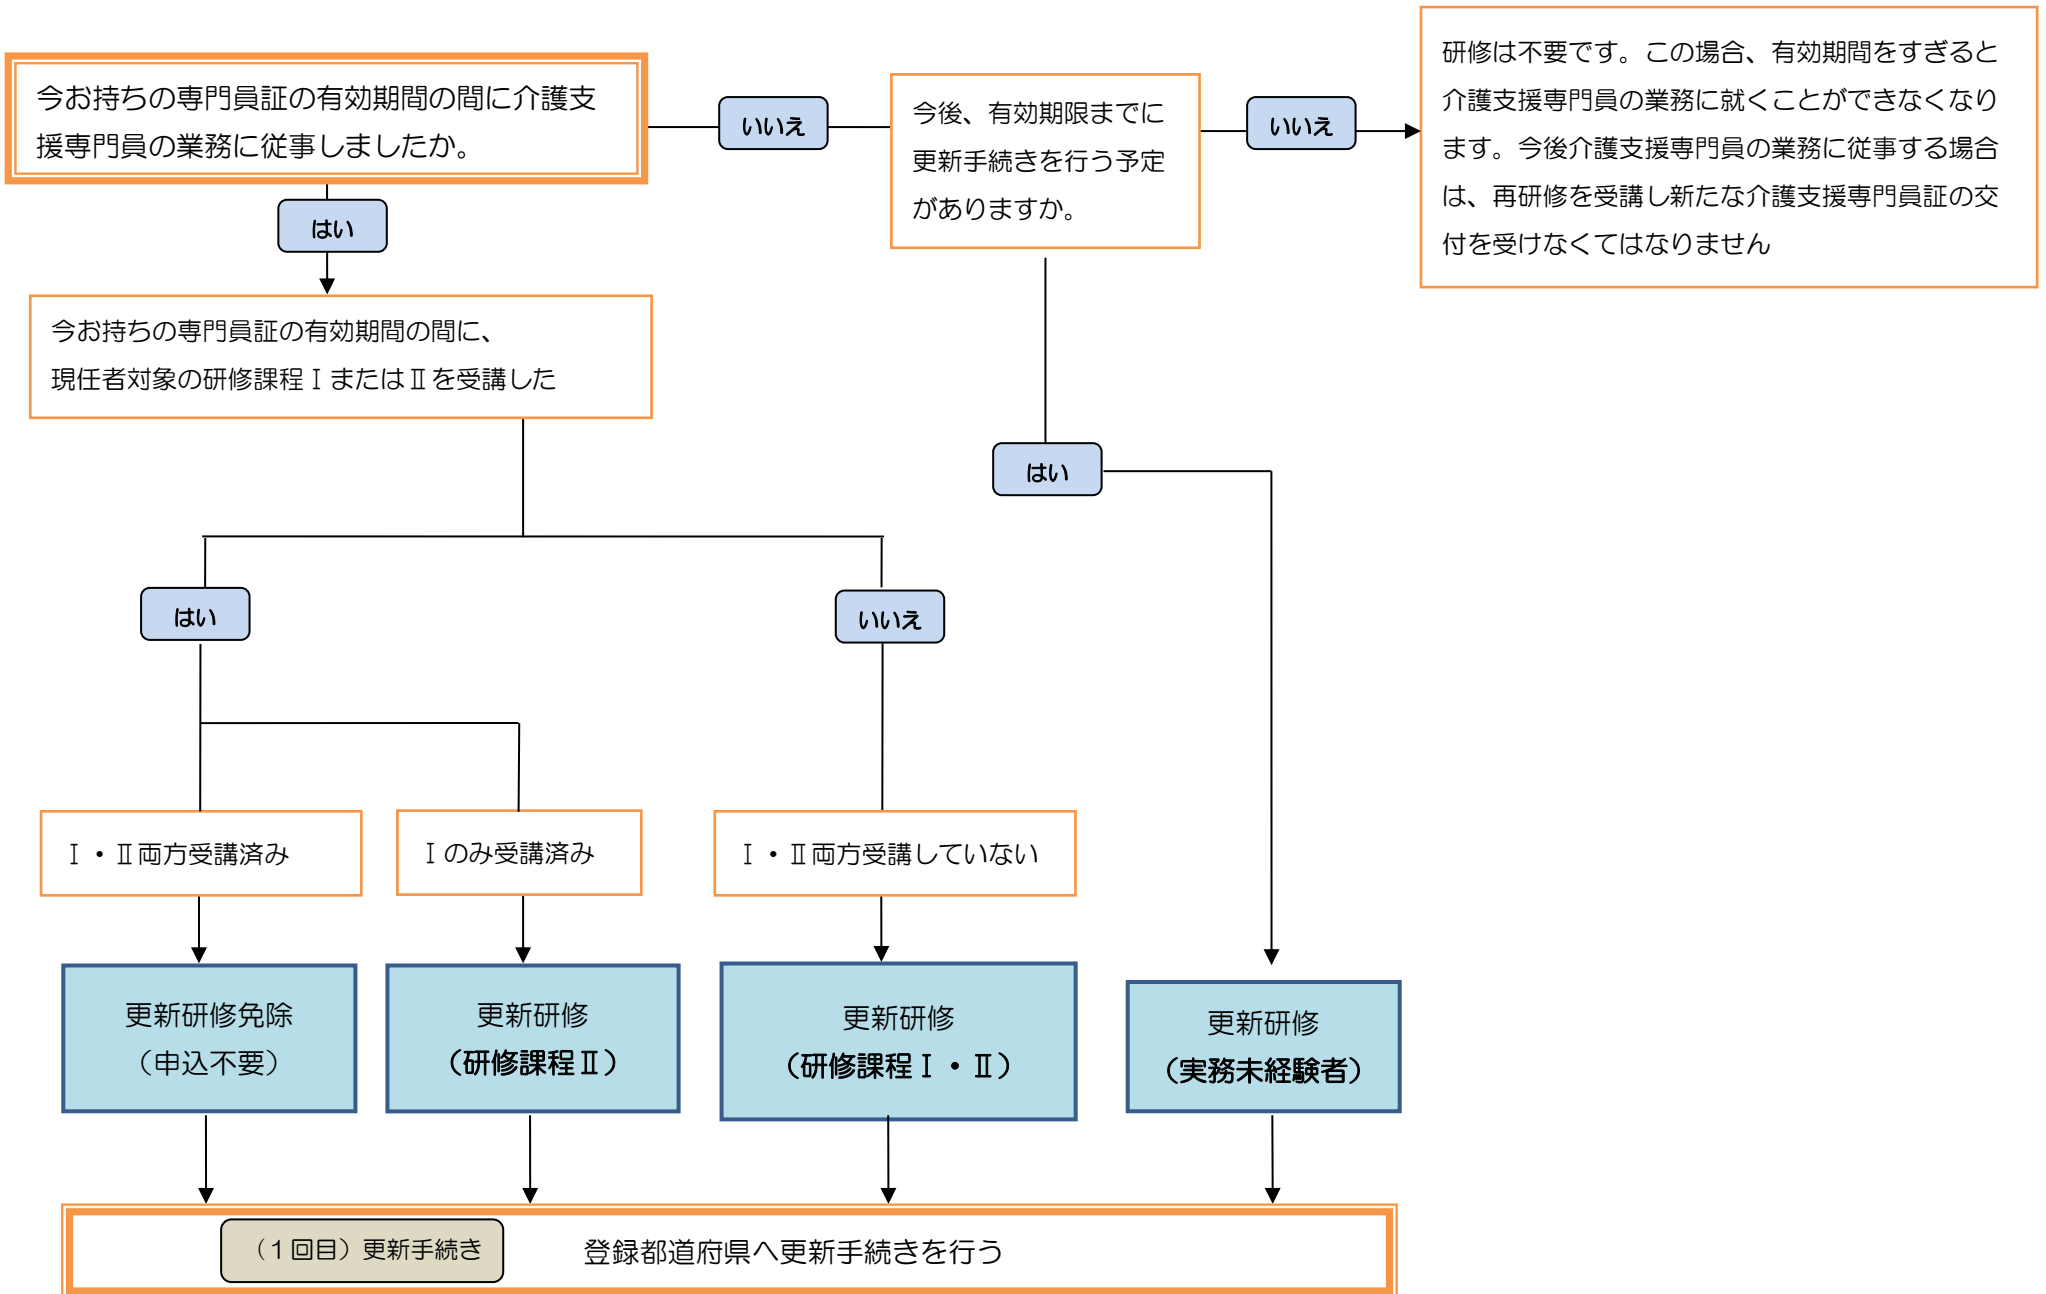 今お持ちの専門員証の有効期間の間に介護支
援専門員の業務に従事しましたか。
いいえ
今後、有効期限までに
更新手続きを行う予定
がありますか。
いいえ
研修は不要です。この場合、有効期間をすぎると
介護支援専門員の業務に就くことができなくなり
ます。今後介護支援専門員の業務に従事する場合
は、再研修を受講し新たな介護支援専門員証の交
付を受けなくてはなりません
はい
今お持ちの専門員証の有効期間の間に、
現任者対象の研修課程ⅠまたはⅡを受講した
はい
はい
いいえ
Ⅰ・Ⅱ両方受講済み
Ⅰのみ受講済み
Ⅰ・Ⅱ両方受講していない
更新研修免除
（申込不要）
更新研修
（研修課程Ⅱ）
更新研修
（研修課程Ⅰ・Ⅱ）
更新研修
（実務未経験者）
（１回目）更新手続き
登録都道府県へ更新手続きを行う